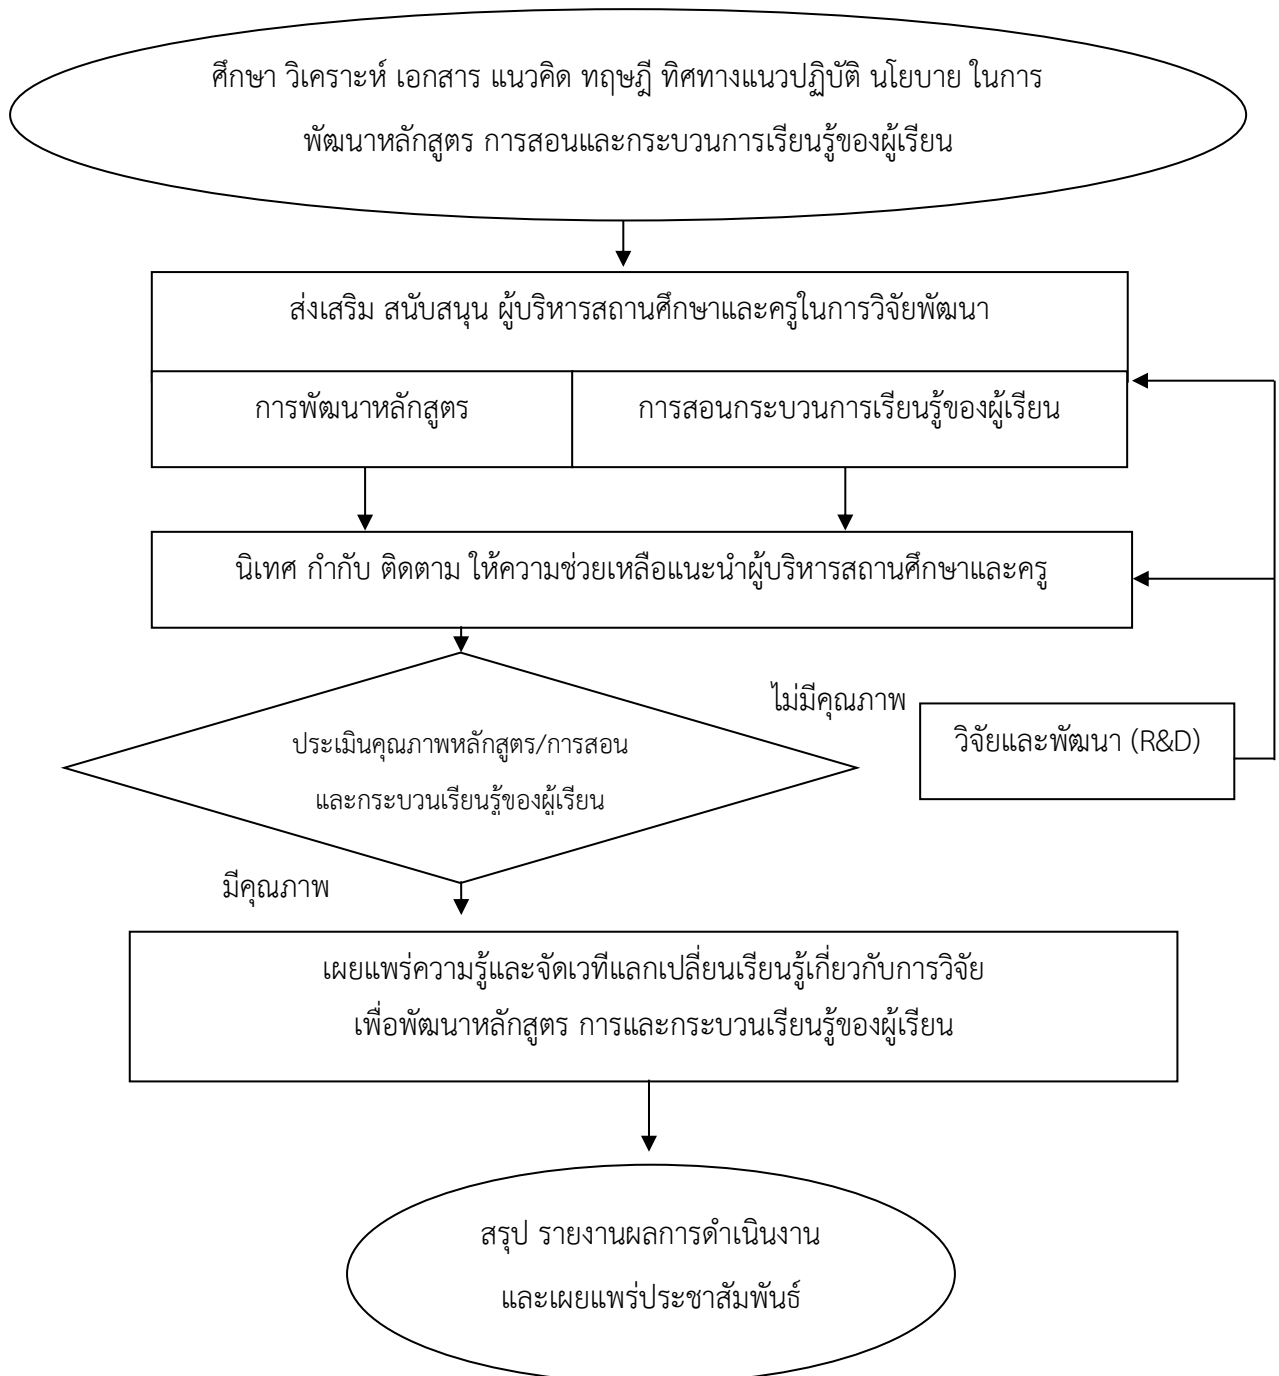 ศึกษา วิเคราะห์ เอกสาร แนวคิด ทฤษฎี ทิศทางแนวปฏิบัติ นโยบาย ในการ
พัฒนาหลักสูตร การสอนและกระบวนการเรียนรู้ของผู้เรียน
ส่งเสริม สนับสนุน ผู้บริหารสถานศึกษาและครูในการวิจัยพัฒนา
การพัฒนาหลักสูตร
การสอนกระบวนการเรียนรู้ของผู้เรียน
นิเทศ กำกับ ติดตาม ให้ความช่วยเหลือแนะนำผู้บริหารสถานศึกษาและครู
ไม่มีคุณภาพ
วิจัยและพัฒนา (R&D)
ประเมินคุณภาพหลักสูตร/การสอน
และกระบวนเรียนรู้ของผู้เรียน
มีคุณภาพ
เผยแพร่ความรู้และจัดเวทีแลกเปลี่ยนเรียนรู้เกี่ยวกับการวิจัย
เพื่อพัฒนาหลักสูตร การและกระบวนเรียนรู้ของผู้เรียน
สรุป รายงานผลการดำเนินงาน
และเผยแพร่ประชาสัมพันธ์